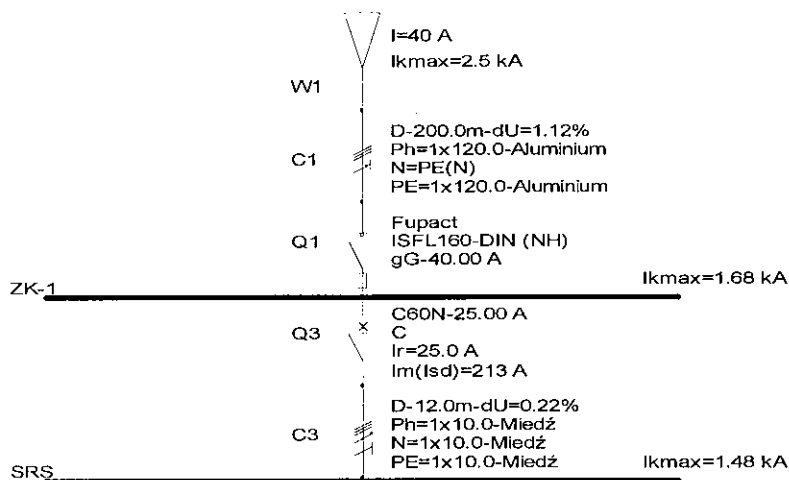 I=40 A
Ikmax=2.5 kA
W1
D-200.0m-dU=1.12%
Ph=1x120.0-Aluminium
C1
N=PE(N)
PE=1x120.0-Aluminium
Fupact
Q1
ISFL160-DIN (NH)
gG-40.00 A
Ikmax=1.68 kA
ZK-1
C60N-25.00 A
Q3
C
Ir=25.0 A
Im(Isd)=213 A
D-12.0m-dU=0.22%
Ph=1x10.0-Miedź
C3
N=1x10.0-Miedź
PE=1x10.0-Miedź
Ikmax=1.48 kA
SRS